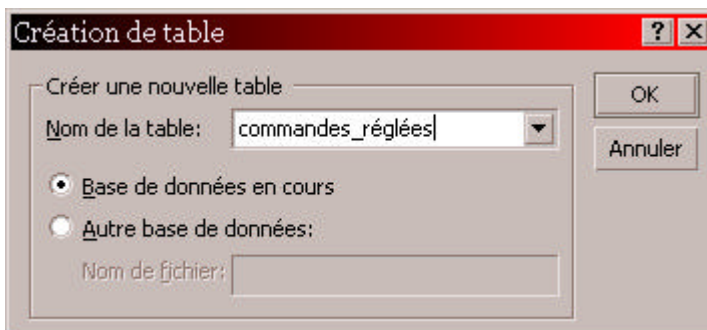 Création de table
Créer une nouvelle table
Nom de la table: commandes_réglées
Base de données en cours
Autre base de données:
Nom de fichier:
OK
Annuler